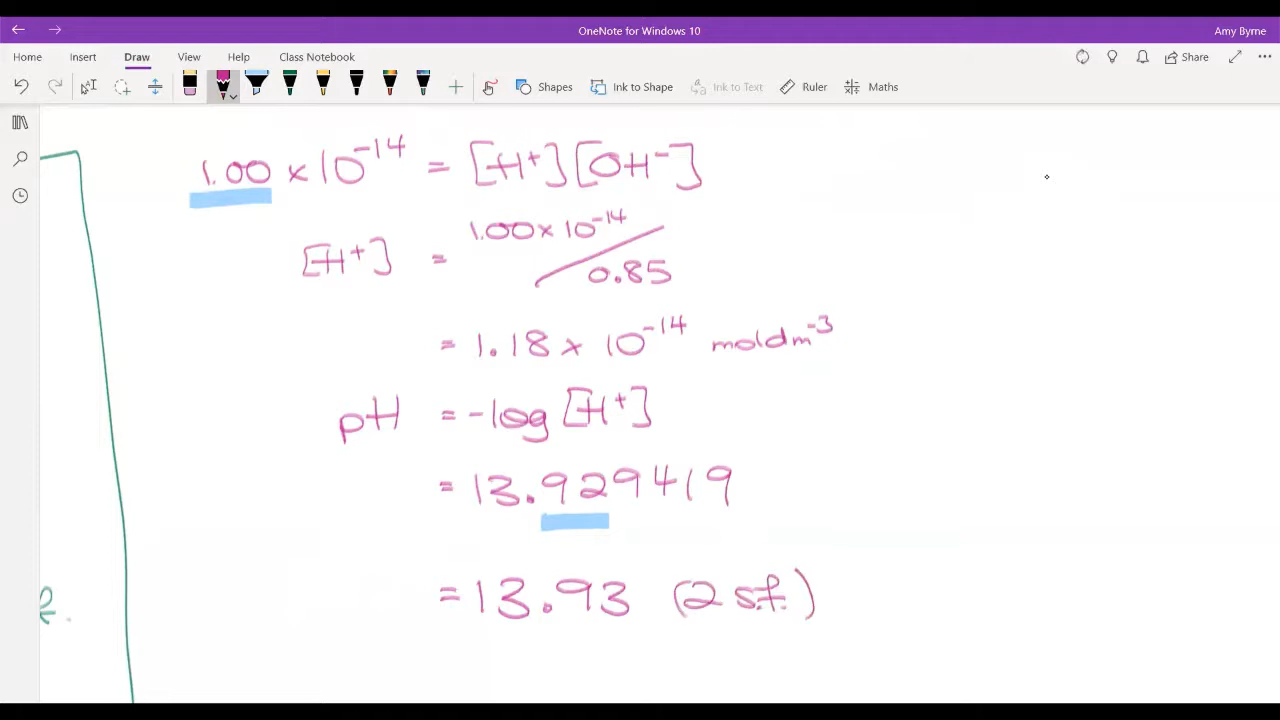 OneNote for Windows 10
Amy Byrne
Home Insert Draw View Help Class Notebook
Share
Shapes Ink to Shape Ink to Text Ruler Maths
1.00 × 10⁻¹⁴ = [H⁺][OH⁻]
[H⁺] = 1.00 × 10⁻¹⁴ / 0.85
= 1.18 × 10⁻¹⁴ moldm⁻³
pH = -log [H⁺]
= 13.929419
= 13.93 (2 s.f.)